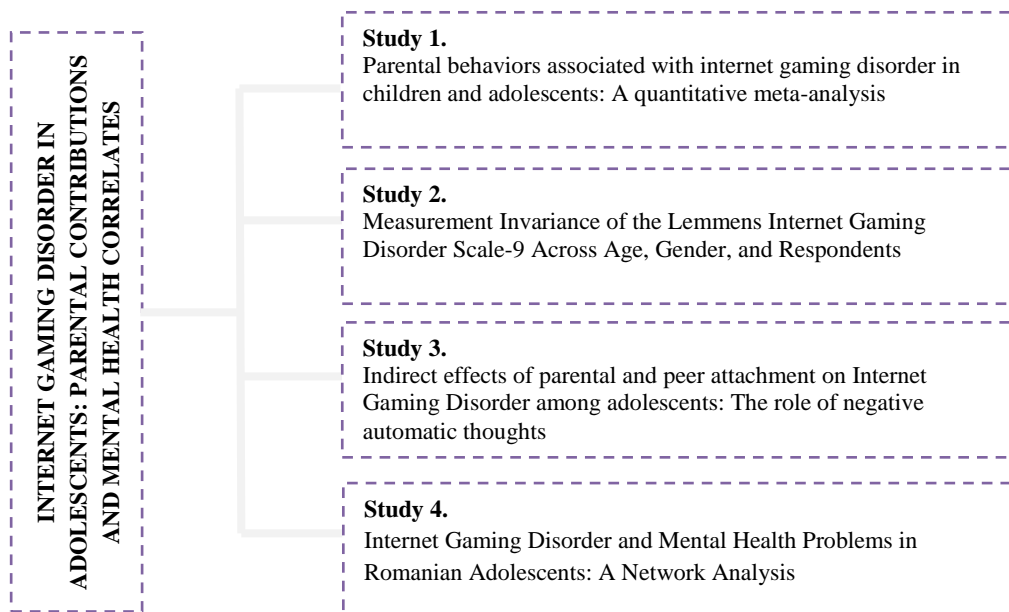 INTERNET GAMING DISORDER IN
ADOLESCENTS: PARENTAL CONTRIBUTIONS
AND MENTAL HEALTH CORRELATES
Study 1.
Parental behaviors associated with internet gaming disorder in
children and adolescents: A quantitative meta-analysis
Study 2.
Measurement Invariance of the Lemmens Internet Gaming
Disorder Scale-9 Across Age, Gender, and Respondents
Study 3.
Indirect effects of parental and peer attachment on Internet
Gaming Disorder among adolescents: The role of negative
automatic thoughts
Study 4.
Internet Gaming Disorder and Mental Health Problems in
Romanian Adolescents: A Network Analysis